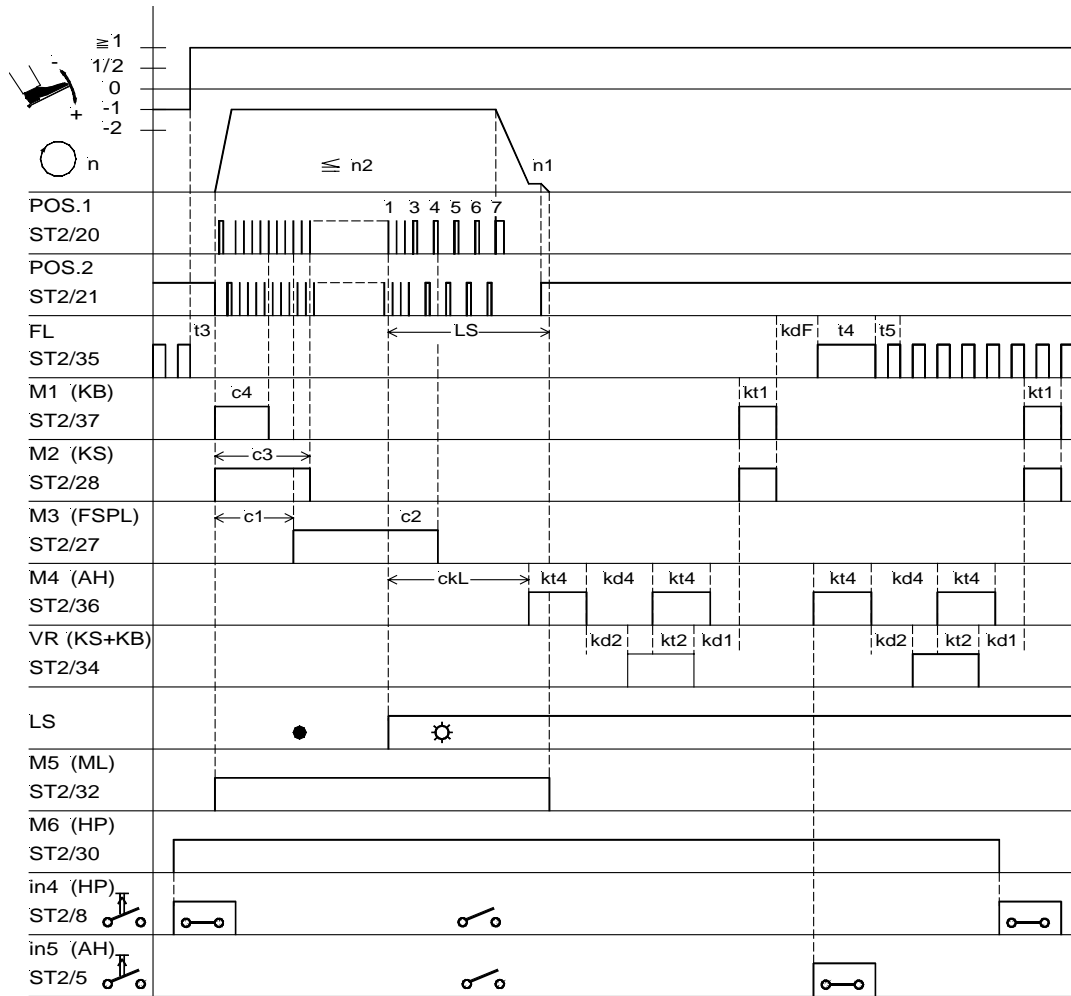 ≧ 1
- 1/2
0
-1
+ -2
n
≦ n2 n1
POS.1 1 3 4 5 6 7
ST2/20
POS.2
ST2/21
FL t3 LS kdF t4 t5
ST2/35
M1 (KB) c4 kt1 kt1
ST2/37
M2 (KS) c3
ST2/28
M3 (FSPL) c1 c2
ST2/27
M4 (AH) ckL kt4 kd4 kt4 kt4 kd4 kt4
ST2/36
VR (KS+KB) kd2 kt2 kd1 kd2 kt2 kd1
ST2/34
LS
M5 (ML)
ST2/32
M6 (HP)
ST2/30
in4 (HP)
ST2/8
in5 (AH)
ST2/5